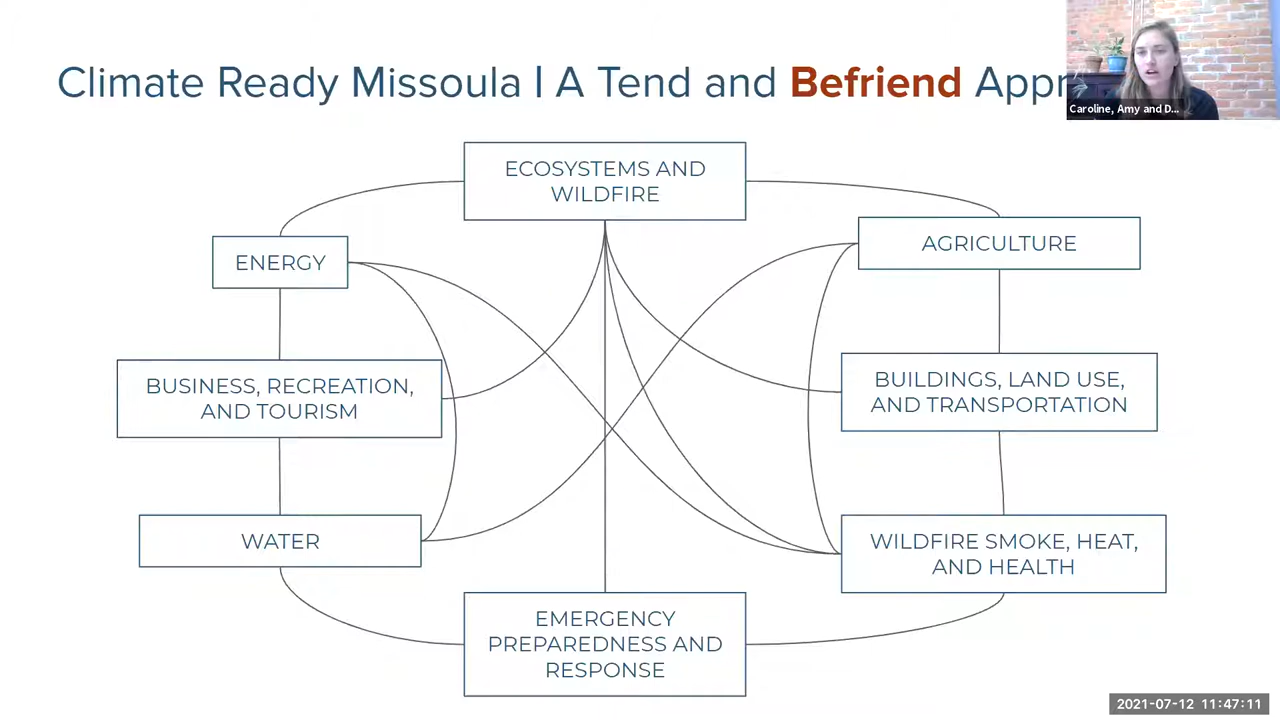 Climate Ready Missoula | A Tend and Befriend Appr
Caroline, Amy and D...
ECOSYSTEMS AND
WILDFIRE
ENERGY
AGRICULTURE
BUSINESS, RECREATION,
AND TOURISM
BUILDINGS, LAND USE,
AND TRANSPORTATION
WATER
WILDFIRE SMOKE, HEAT,
AND HEALTH
EMERGENCY
PREPAREDNESS AND
RESPONSE
2021-07-12 11:47:11